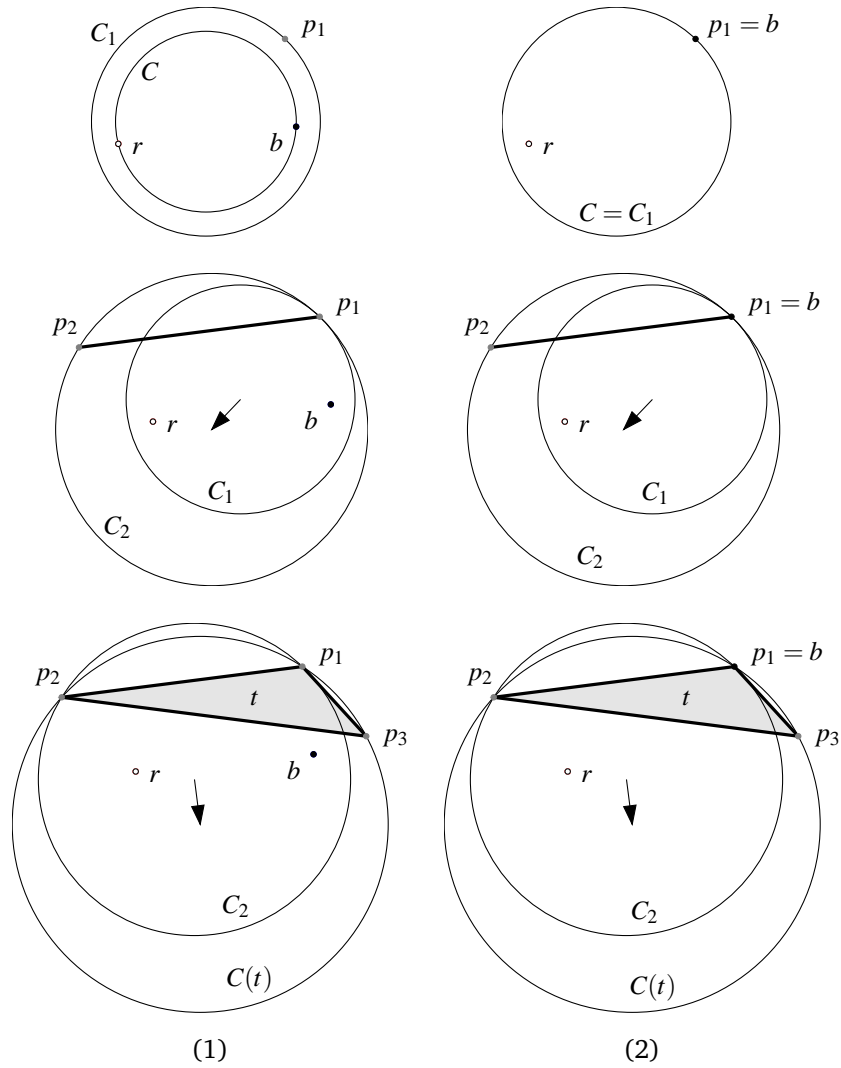 C₁ p₁
C
r b
p₁ = b
r
C = C₁
p₂ p₁
r b
C₁
C₂
p₂ p₁ = b
r
C₁
C₂
p₂ p₁
t
p₃
r b
C₂
C(t)
p₂ p₁ = b
t
p₃
r
C₂
C(t)
(1) (2)